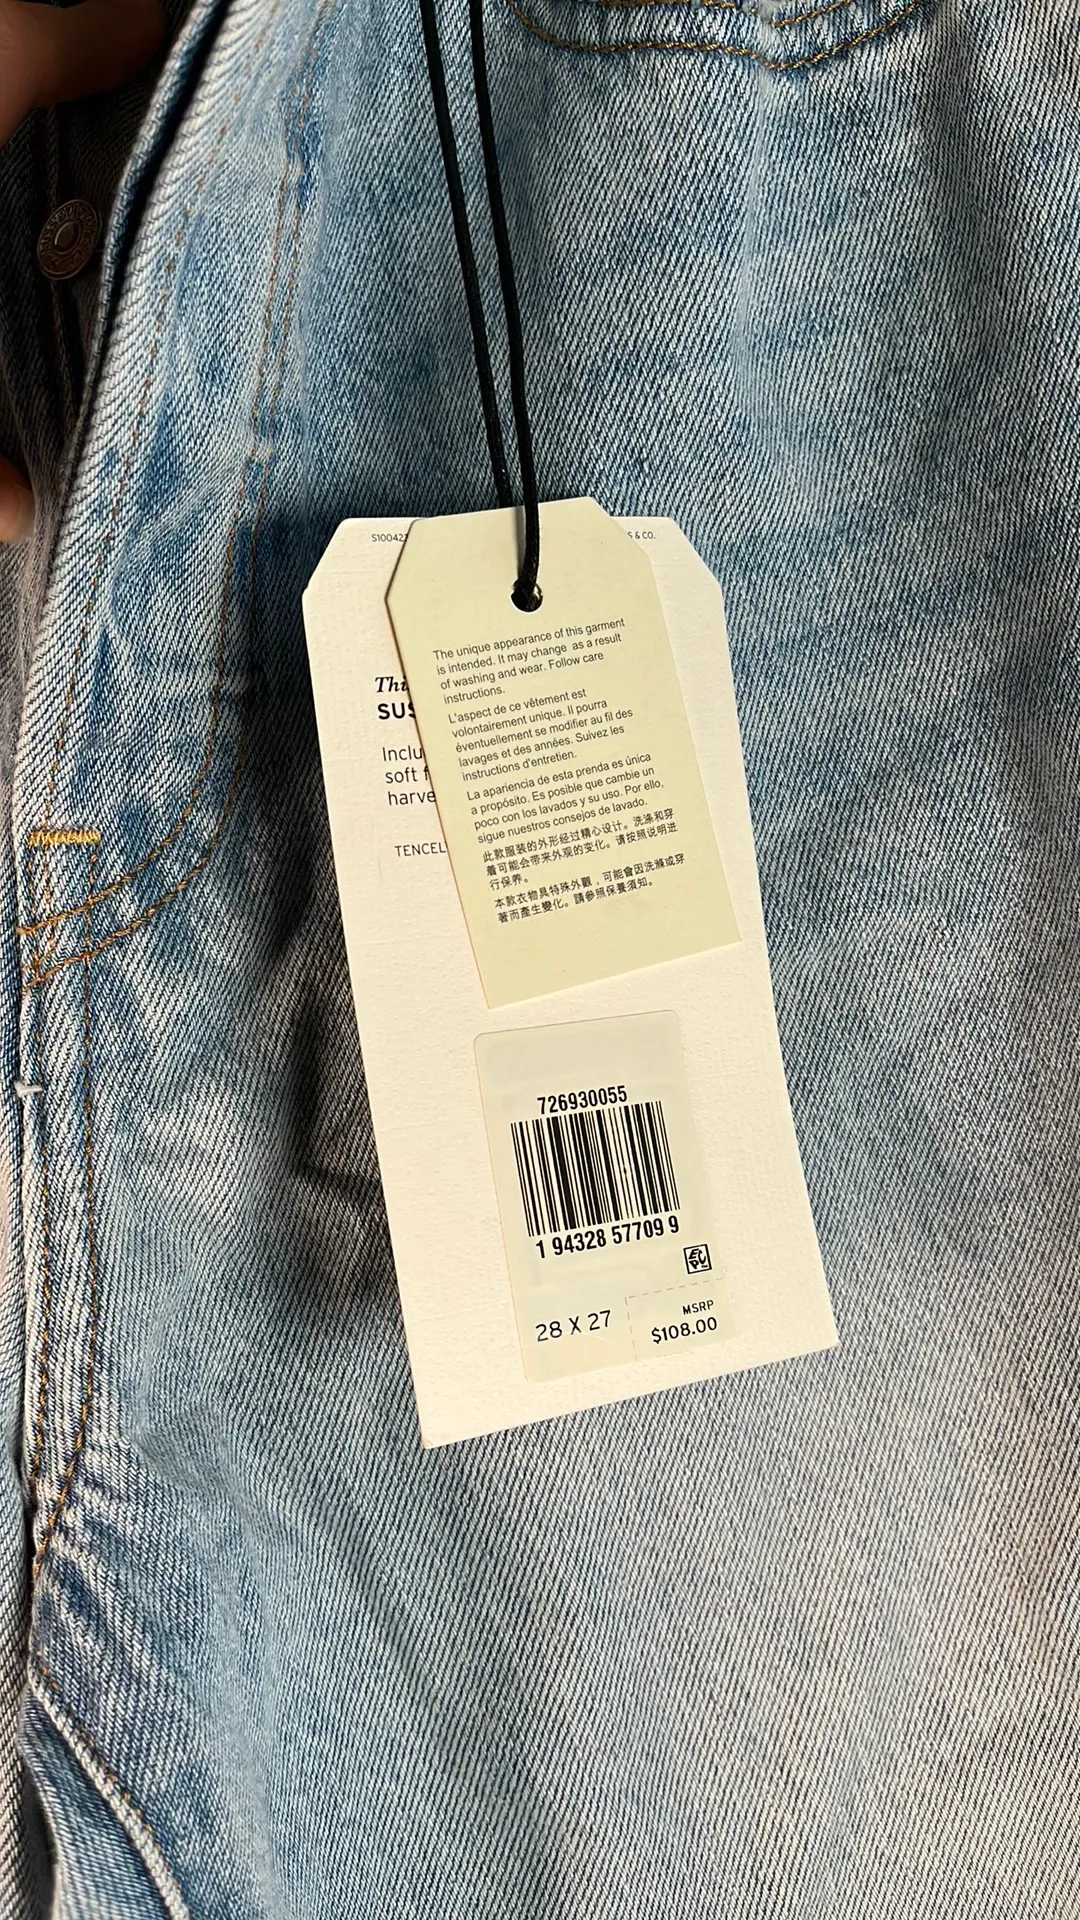 S10042
S & CO.
The unique appearance of this garment
is intended. It may change as a result
of washing and wear. Follow care
instructions.
L'aspect de ce vêtement est
volontairement unique. Il pourra
éventuellement se modifier au fil des
lavages et des années. Suivez les
instructions d'entretien.
La apariencia de esta prenda es única
a propósito. Es posible que cambie un
poco con los lavados y su uso. Por ello,
sigue nuestros consejos de lavado.
此款服装的外形经过精心设计。洗涤和穿
着可能会带来外观的变化。请按照说明进
行保养。
本款衣物具特殊外觀，可能會因洗滌或穿
著而產生變化。請參照保養須知。
Thi
SUS
Inclu
soft f
harve
TENCEL
726930055
1 94328 57709 9
28 X 27
MSRP
$108.00